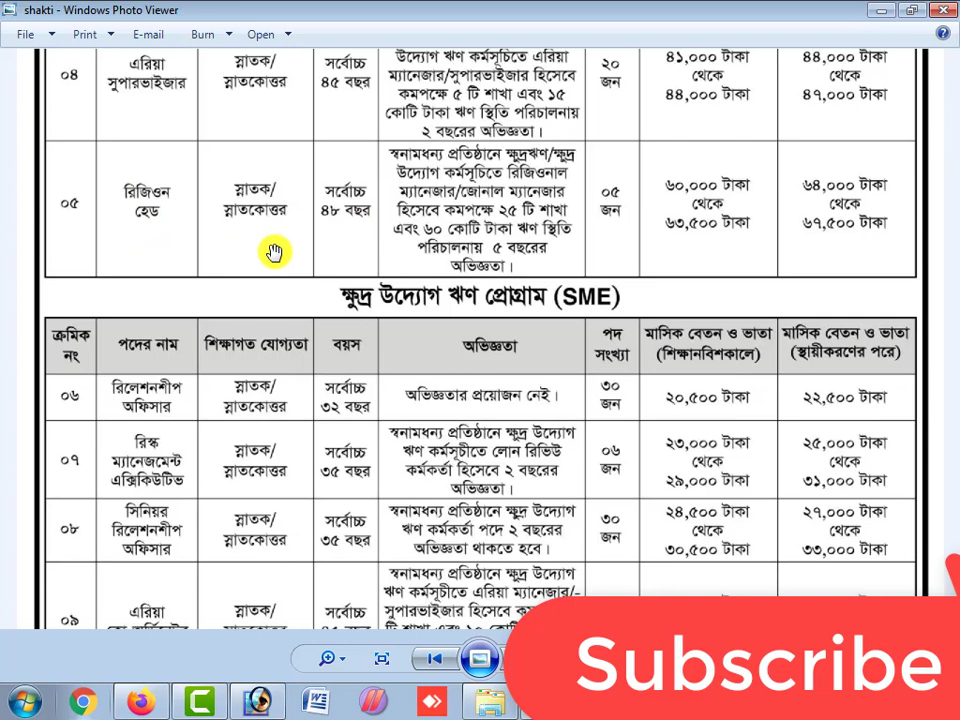 shakti - Windows Photo Viewer
File Print E-mail Burn Open
০৪
এরিয়া
সুপারভাইজার
স্নাতক/
স্নাতকোত্তর
সর্বোচ্চ
৪৫ বছর
উদ্যোগ ঋণ কর্মসূচিতে এরিয়া
ম্যানেজার/সুপারভাইজার হিসেবে
কমপক্ষে ৫ টি শাখা এবং ১৫
কোটি টাকা ঋণ স্থিতি পরিচালনায়
২ বছরের অভিজ্ঞতা।
২০
জন
৪১,০০০ টাকা
থেকে
৪৪,০০০ টাকা
৪৪,০০০ টাকা
থেকে
৪৭,০০০ টাকা
০৫
রিজিওন
হেড
স্নাতক/
স্নাতকোত্তর
সর্বোচ্চ
৪৮ বছর
স্বনামধন্য প্রতিষ্ঠানে ক্ষুদ্রঋণ/ক্ষুদ্র
উদ্যোগ কর্মসূচিতে রিজিওনাল
ম্যানেজার/জোনাল ম্যানেজার
হিসেবে কমপক্ষে ২৫ টি শাখা
এবং ৬০ কোটি টাকা ঋণ স্থিতি
পরিচালনায় ৫ বছরের
অভিজ্ঞতা।
০৫
জন
৬০,০০০ টাকা
থেকে
৬৩,৫০০ টাকা
৬৪,০০০ টাকা
থেকে
৬৭,৫০০ টাকা
ক্ষুদ্র উদ্যোগ ঋণ প্রোগ্রাম (SME)
ক্রমিক
নং
পদের নাম
শিক্ষাগত যোগ্যতা
বয়স
অভিজ্ঞতা
পদ
সংখ্যা
মাসিক বেতন ও ভাতা
(শিক্ষানবিশকালে)
মাসিক বেতন ও ভাতা
(স্থায়ীকরণের পরে)
০৬
রিলেশনশীপ
অফিসার
স্নাতক/
স্নাতকোত্তর
সর্বোচ্চ
৩২ বছর
অভিজ্ঞতার প্রয়োজন নেই।
৩০
জন
২০,৫০০ টাকা
২২,৫০০ টাকা
০৭
রিস্ক
ম্যানেজমেন্ট
এক্সিকিউটিভ
স্নাতক/
স্নাতকোত্তর
সর্বোচ্চ
৩৫ বছর
স্বনামধন্য প্রতিষ্ঠানে ক্ষুদ্র উদ্যোগ
ঋণ কর্মসূচীতে লোন রিভিউ
কর্মকর্তা হিসেবে ২ বছরের
অভিজ্ঞতা।
০৬
জন
২৩,০০০ টাকা
থেকে
২৯,০০০ টাকা
২৫,০০০ টাকা
থেকে
৩১,০০০ টাকা
০৮
সিনিয়র
রিলেশনশীপ
অফিসার
স্নাতক/
স্নাতকোত্তর
সর্বোচ্চ
৩৫ বছর
স্বনামধন্য প্রতিষ্ঠানে ক্ষুদ্র উদ্যোগ
ঋণ কর্মকর্তা পদে ২ বছরের
অভিজ্ঞতা থাকতে হবে।
৩০
জন
২৪,৫০০ টাকা
থেকে
৩০,৫০০ টাকা
২৭,০০০ টাকা
থেকে
৩৩,০০০ টাকা
০৯
এরিয়া
স্নাতক/
স্নাতকোত্তর
সর্বোচ্চ
স্বনামধন্য প্রতিষ্ঠানে ক্ষুদ্র উদ্যোগ
ঋণ কর্মসূচীতে এরিয়া ম্যানেজার/-
সুপারভাইজার হিসেবে
Subscribe